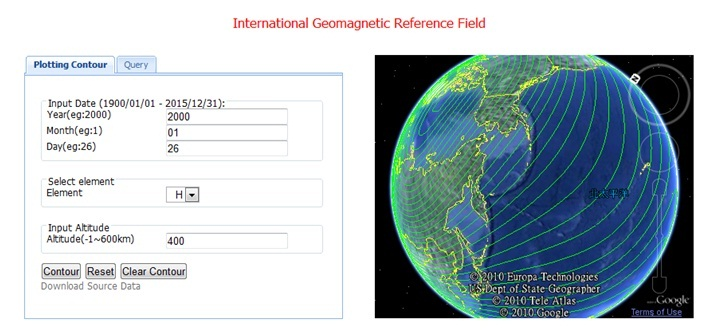 International Geomagnetic Reference Field
Plotting Contour
Query
Input Date (1900/01/01 - 2015/12/31):
Year(eg:2000)
2000
Month(eg:1)
01
Day(eg:26)
26
Select element
Element
H
Input Altitude
Altitude(-1~600km)
400
Contour
Reset
Clear Contour
Download Source Data
N
© 2010 Europa Technologies
US Dept of State Geographer
© 2010 Tele Atlas
© 2010 Google
Google
Terms of Use